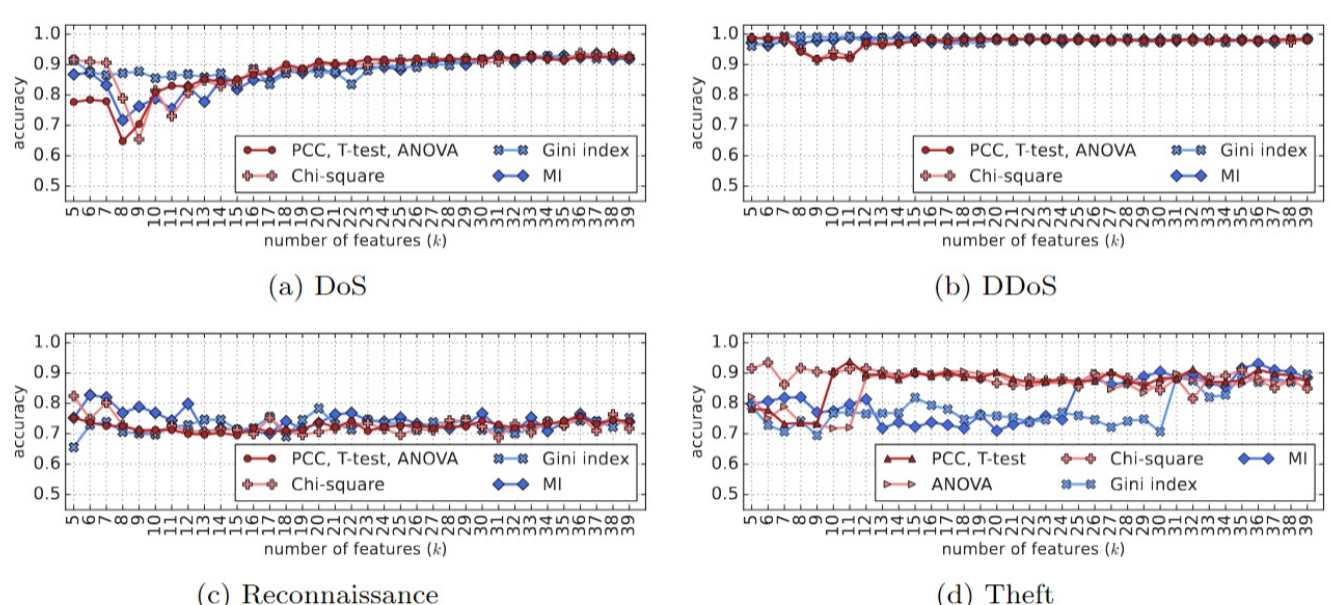 1.0
0.9
0.8
0.7
0.6
0.5
accuracy
PCC, T-test, ANOVA
Chi-square
Gini index
MI
5 6 7 8 9 10 11 12 13 14 15 16 17 18 19 20 21 22 23 24 25 26 27 28 29 30 31 32 33 34 35 36 37 38 39
number of features (k)
(a) DoS
1.0
0.9
0.8
0.7
0.6
0.5
accuracy
PCC, T-test, ANOVA
Chi-square
Gini index
MI
5 6 7 8 9 10 11 12 13 14 15 16 17 18 19 20 21 22 23 24 25 26 27 28 29 30 31 32 33 34 35 36 37 38 39
number of features (k)
(b) DDoS
1.0
0.9
0.8
0.7
0.6
0.5
accuracy
PCC, T-test, ANOVA
Chi-square
Gini index
MI
5 6 7 8 9 10 11 12 13 14 15 16 17 18 19 20 21 22 23 24 25 26 27 28 29 30 31 32 33 34 35 36 37 38 39
number of features (k)
(c) Reconnaissance
1.0
0.9
0.8
0.7
0.6
0.5
accuracy
PCC, T-test
ANOVA
Chi-square
Gini index
MI
5 6 7 8 9 10 11 12 13 14 15 16 17 18 19 20 21 22 23 24 25 26 27 28 29 30 31 32 33 34 35 36 37 38 39
number of features (k)
(d) Theft